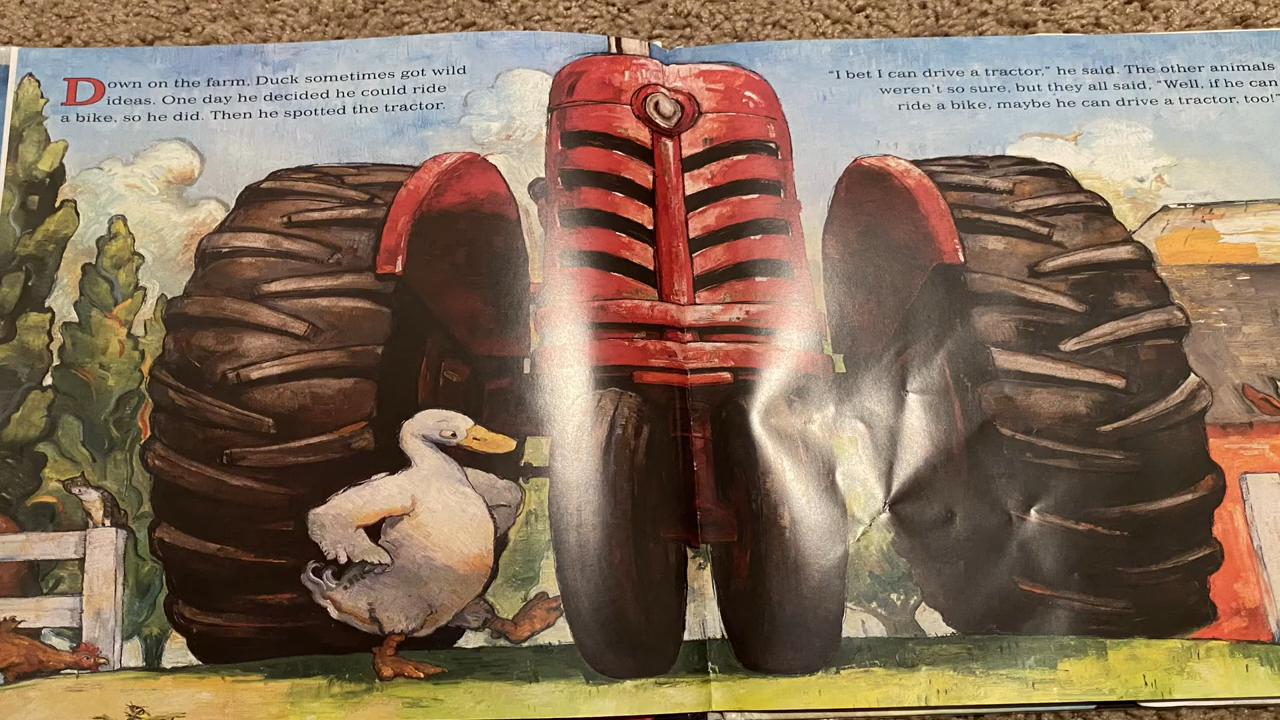 Down on the farm, Duck sometimes got wild
ideas. One day he decided he could ride
a bike, so he did. Then he spotted the tractor.
"I bet I can drive a tractor," he said. The other animals
weren't so sure, but they all said, "Well, if he can
ride a bike, maybe he can drive a tractor, too!"